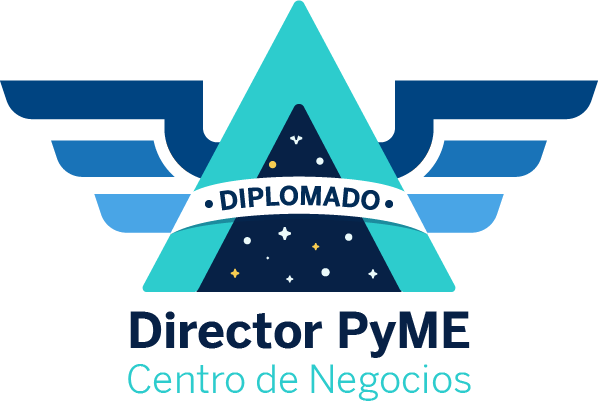 • DIPLOMADO •
Director PyME
Centro de Negocios